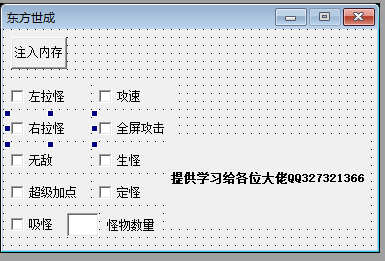 东方世成
注入内存
左拉怪 攻速
右拉怪 全屏攻击
无敌 生怪
提供学习给各位大佬QQ327321366
超级加点 定怪
吸怪 怪物数量